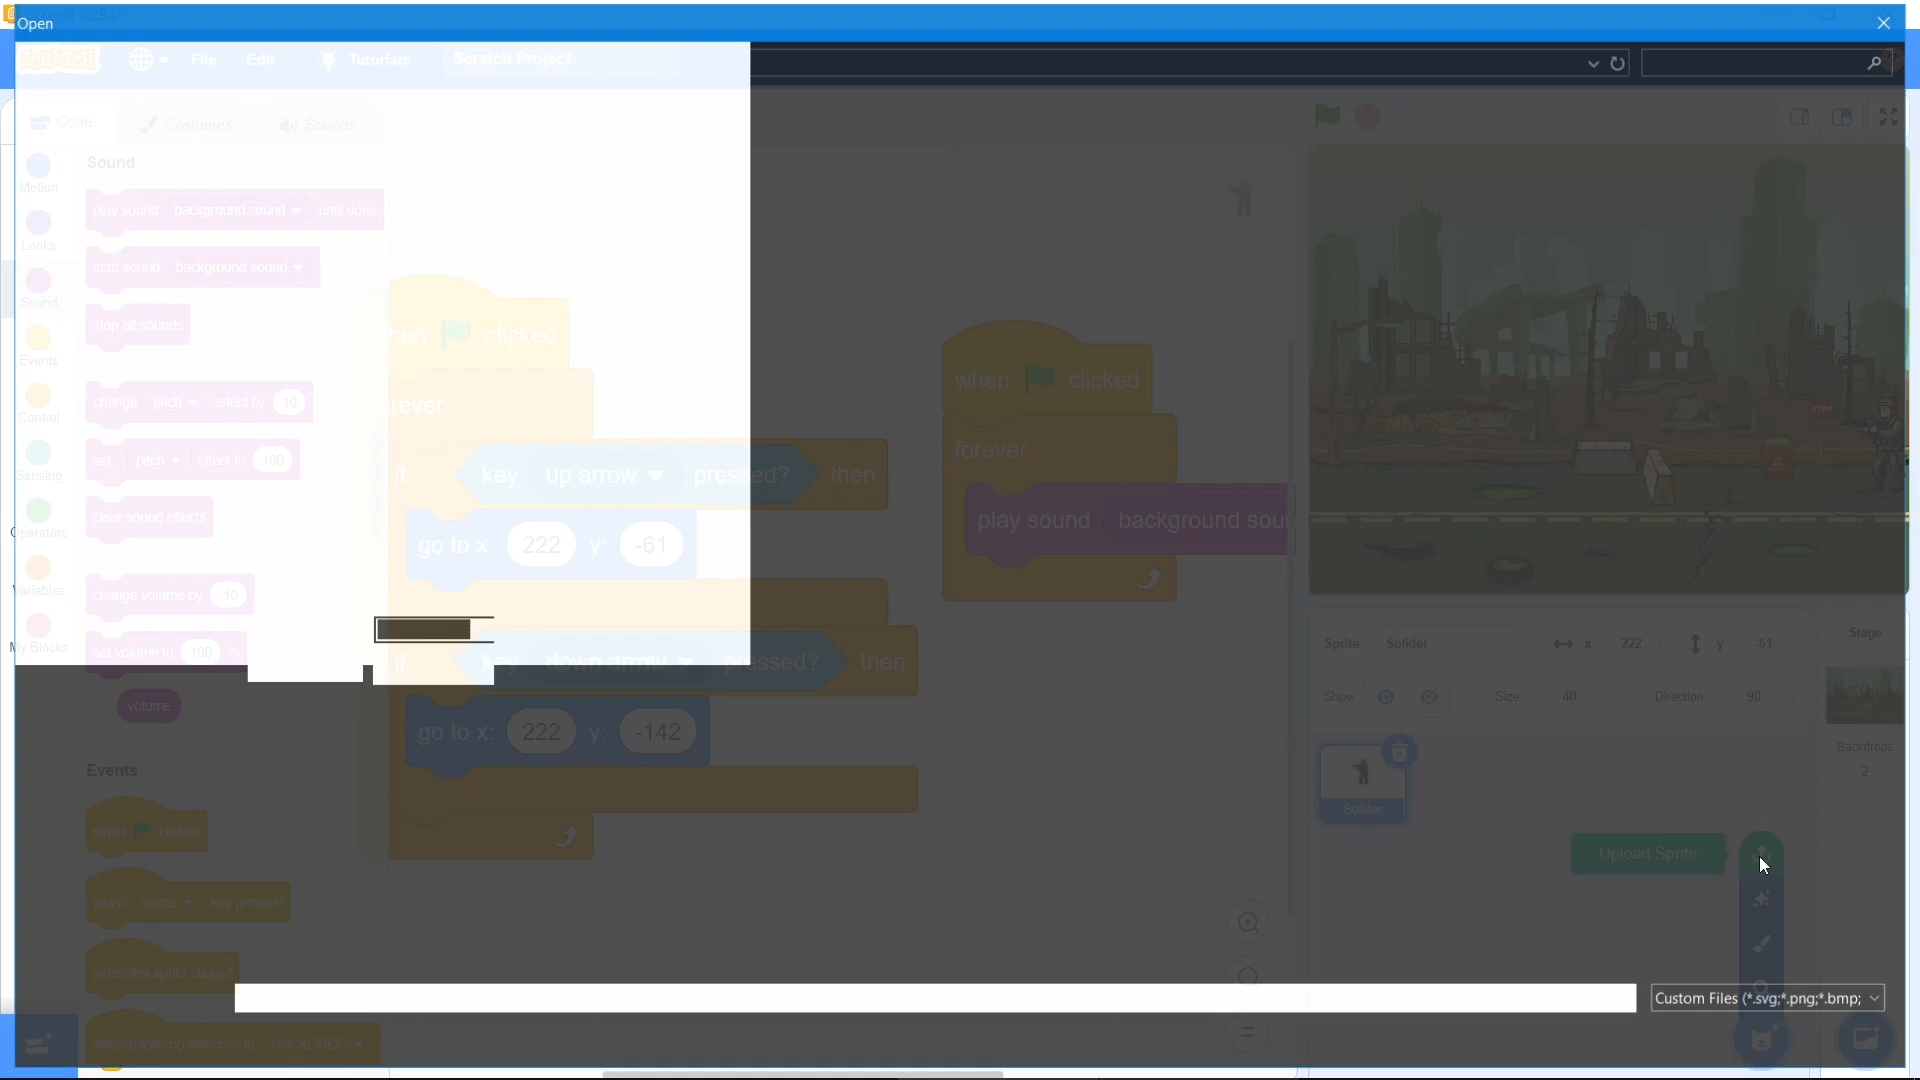 Open
SCRATCH
File
Edit
Tutorials
Scratch Project
Code
Costumes
Sounds
Motion
Looks
Sound
Events
Control
Sensing
Operators
Variables
My Blocks
Sound
play sound background sound until done
start sound background sound
stop all sounds
change pitch effect by 10
set pitch effect to 100
clear sound effects
change volume by -10
set volume to 100 %
volume
Events
when clicked
when space key pressed
when this sprite clicked
when backdrop switches to BACKDROP
when clicked
forever
if key up arrow pressed? then
go to x: 222 y: -61
if key down arrow pressed? then
go to x: 222 y: -142
when clicked
forever
play sound background soun
STOP
Sprite
Solider
x 222
y -61
Show
Size 40
Direction 90
Solider
Stage
Backdrops
2
Upload Sprite
Custom Files (*.svg;*.png;*.bmp;